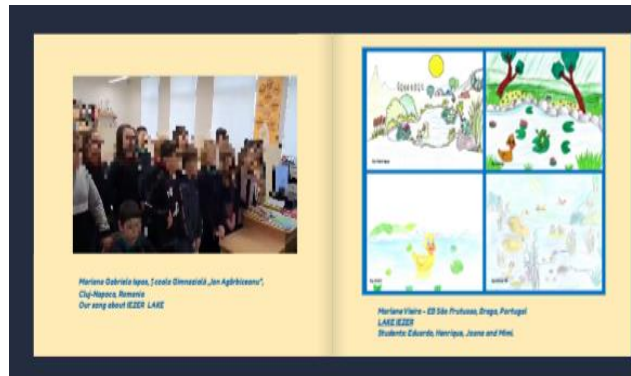 Mariana Gabriela Iapas, Școala Gimnazială „Ion Agârbiceanu",
Cluj-Napoca, Romania
Our song about IEZER LAKE
Mariana Vieira - EB São Frutuoso, Braga, Portugal
LAKE IEZER
Students: Eduardo, Henrique, Joana and Mimi.